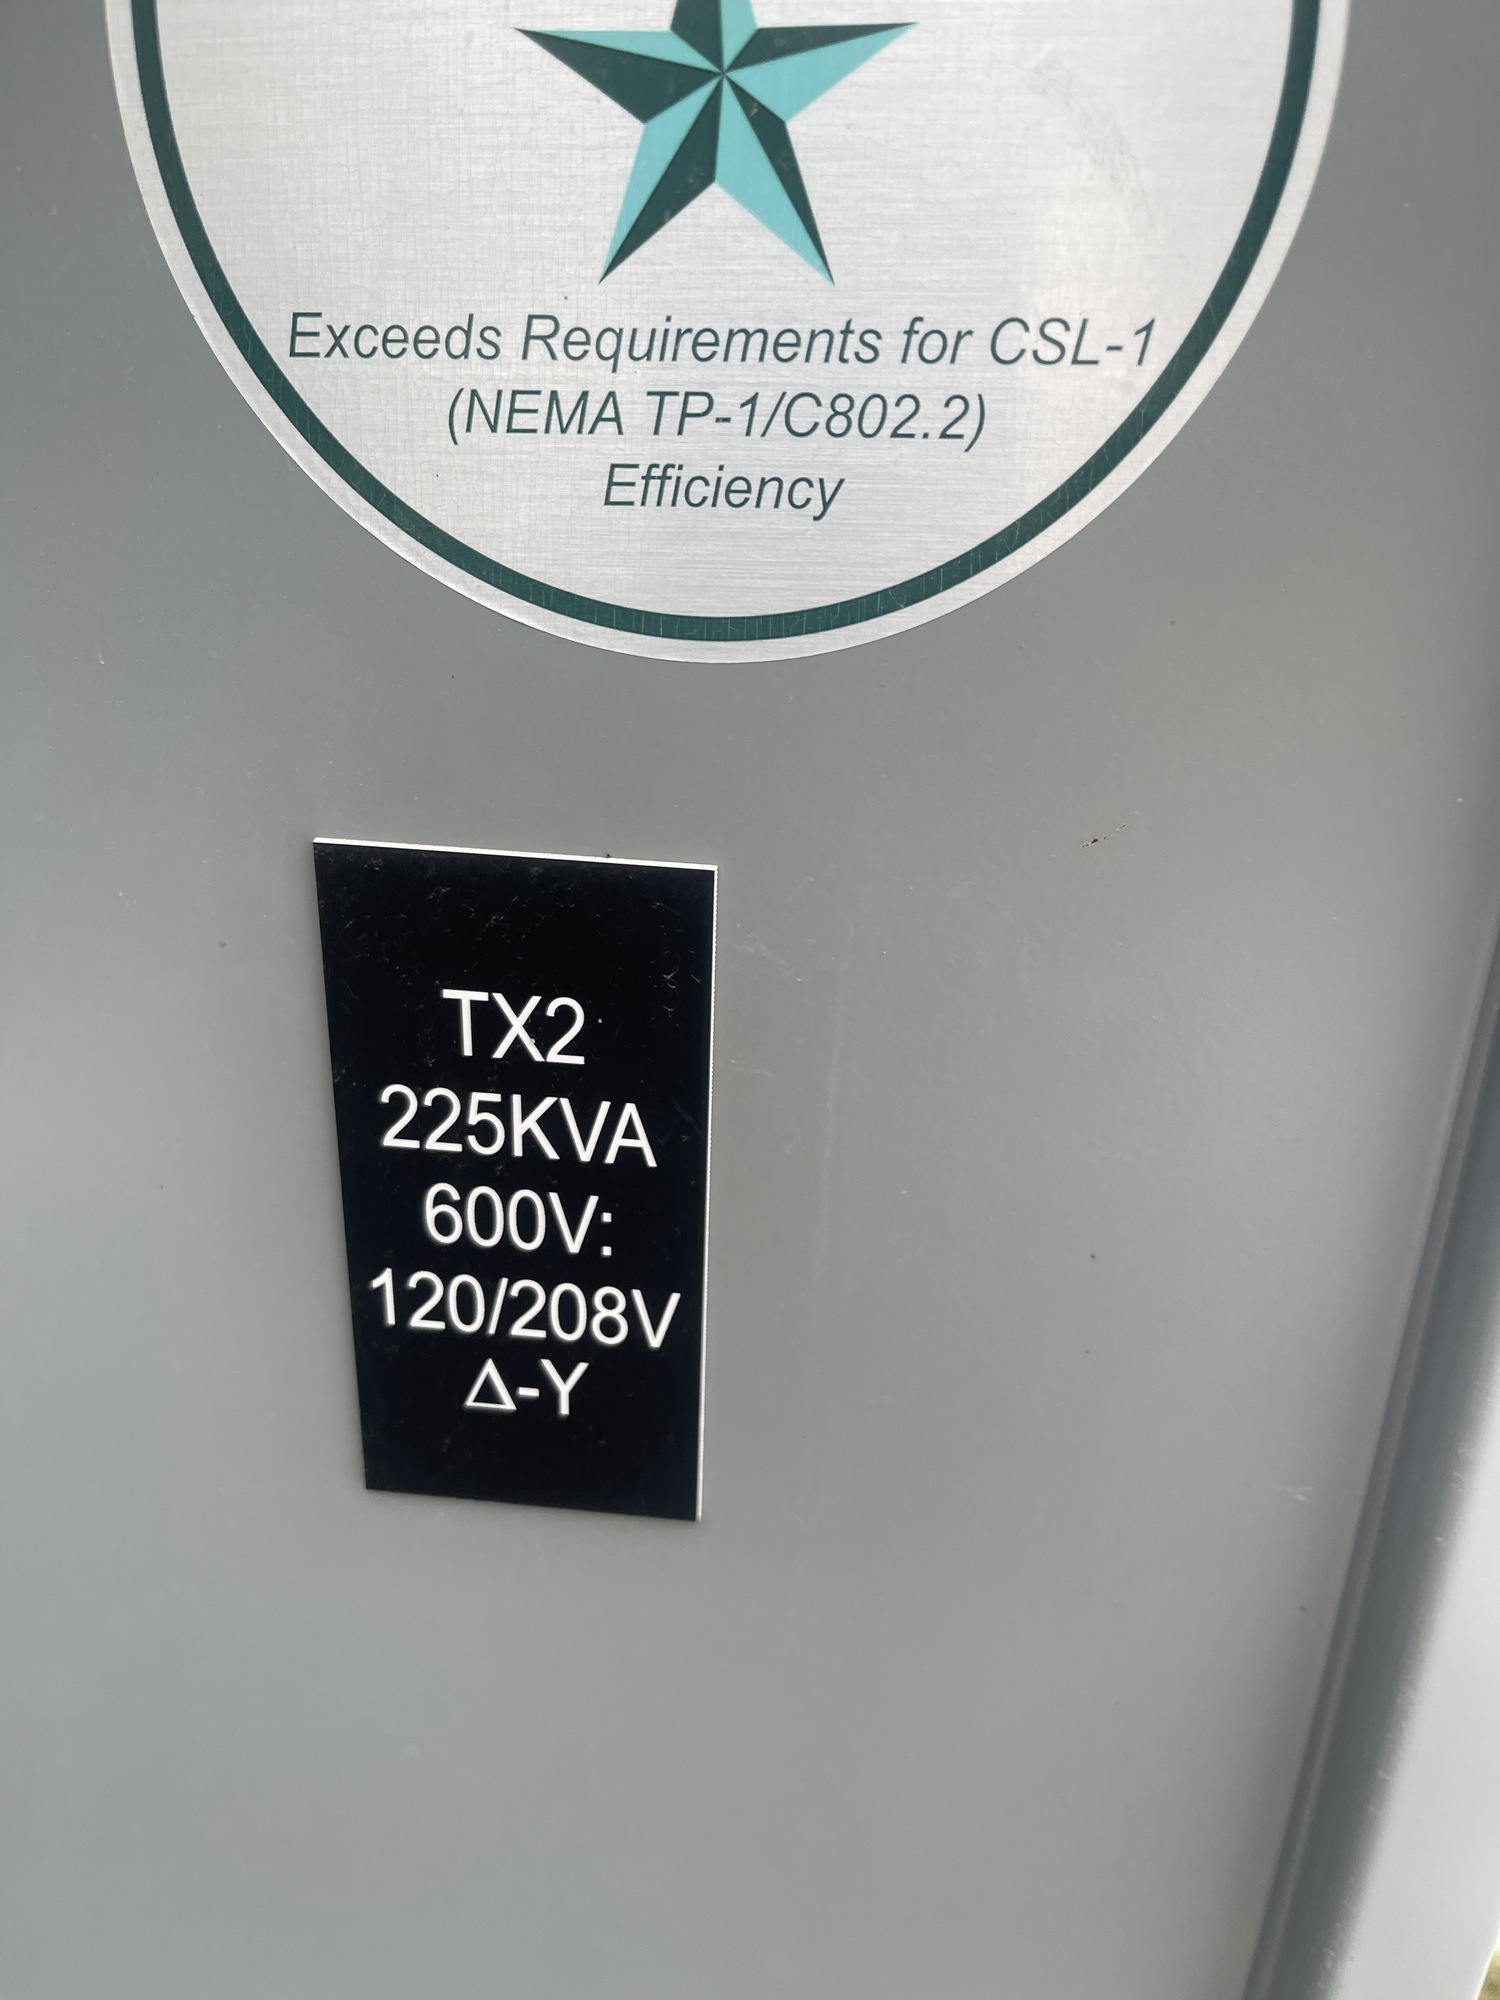 Exceeds Requirements for CSL-1
(NEMA TP-1/C802.2)
Efficiency
TX2
225KVA
600V:
120/208V
Δ-Y